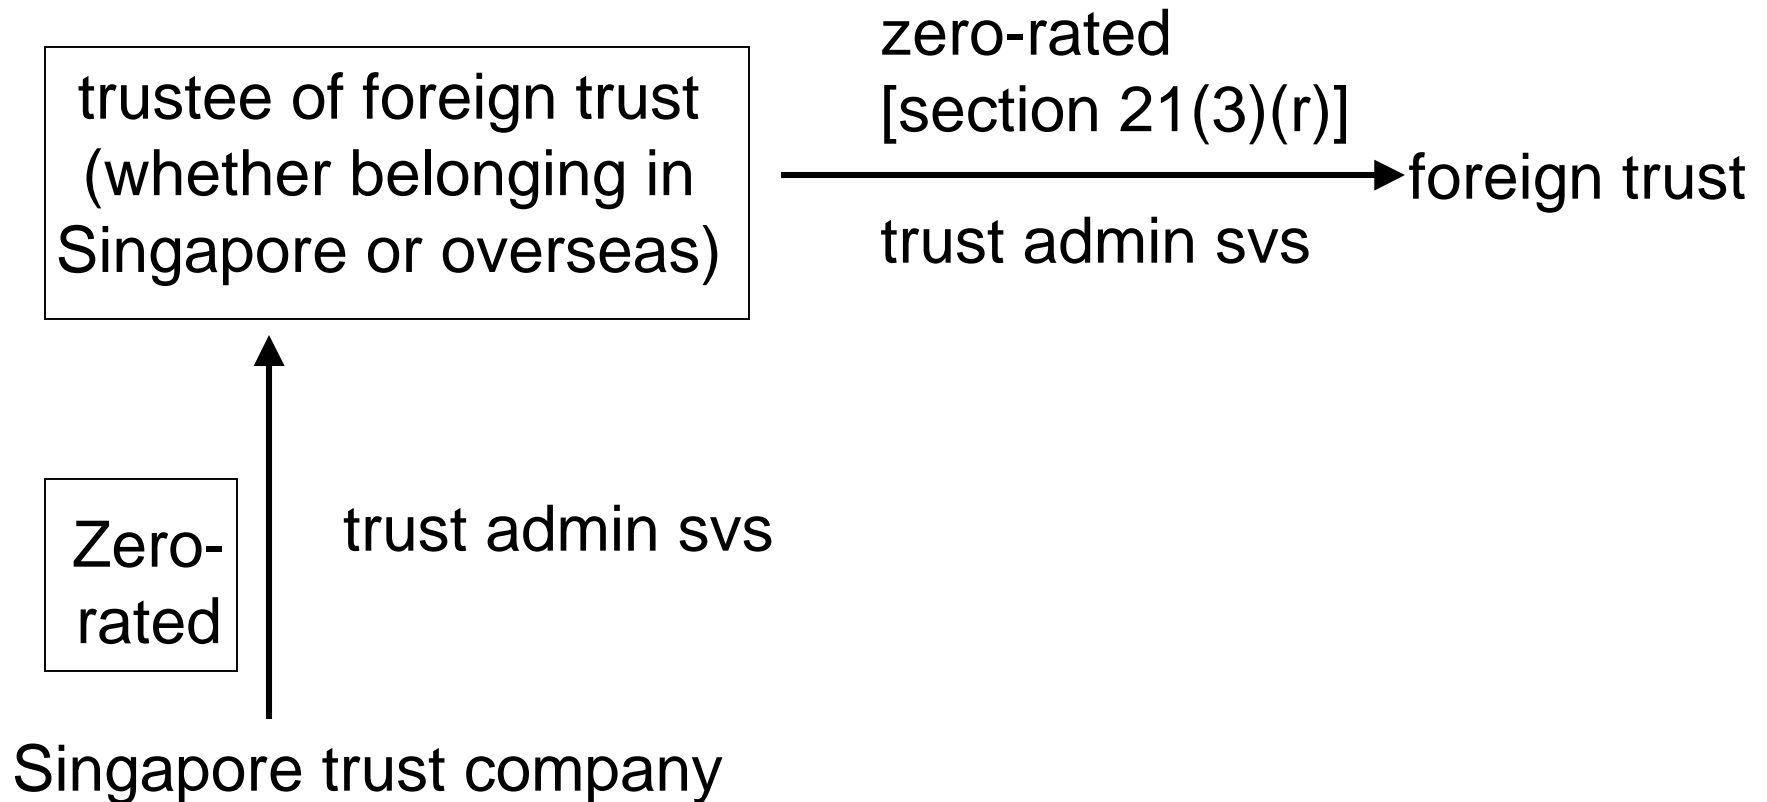 zero-rated
[section 21(3)(r)]
trustee of foreign trust
(whether belonging in
Singapore or overseas)
foreign trust
trust admin svs
Zero-
rated
trust admin svs
Singapore trust company